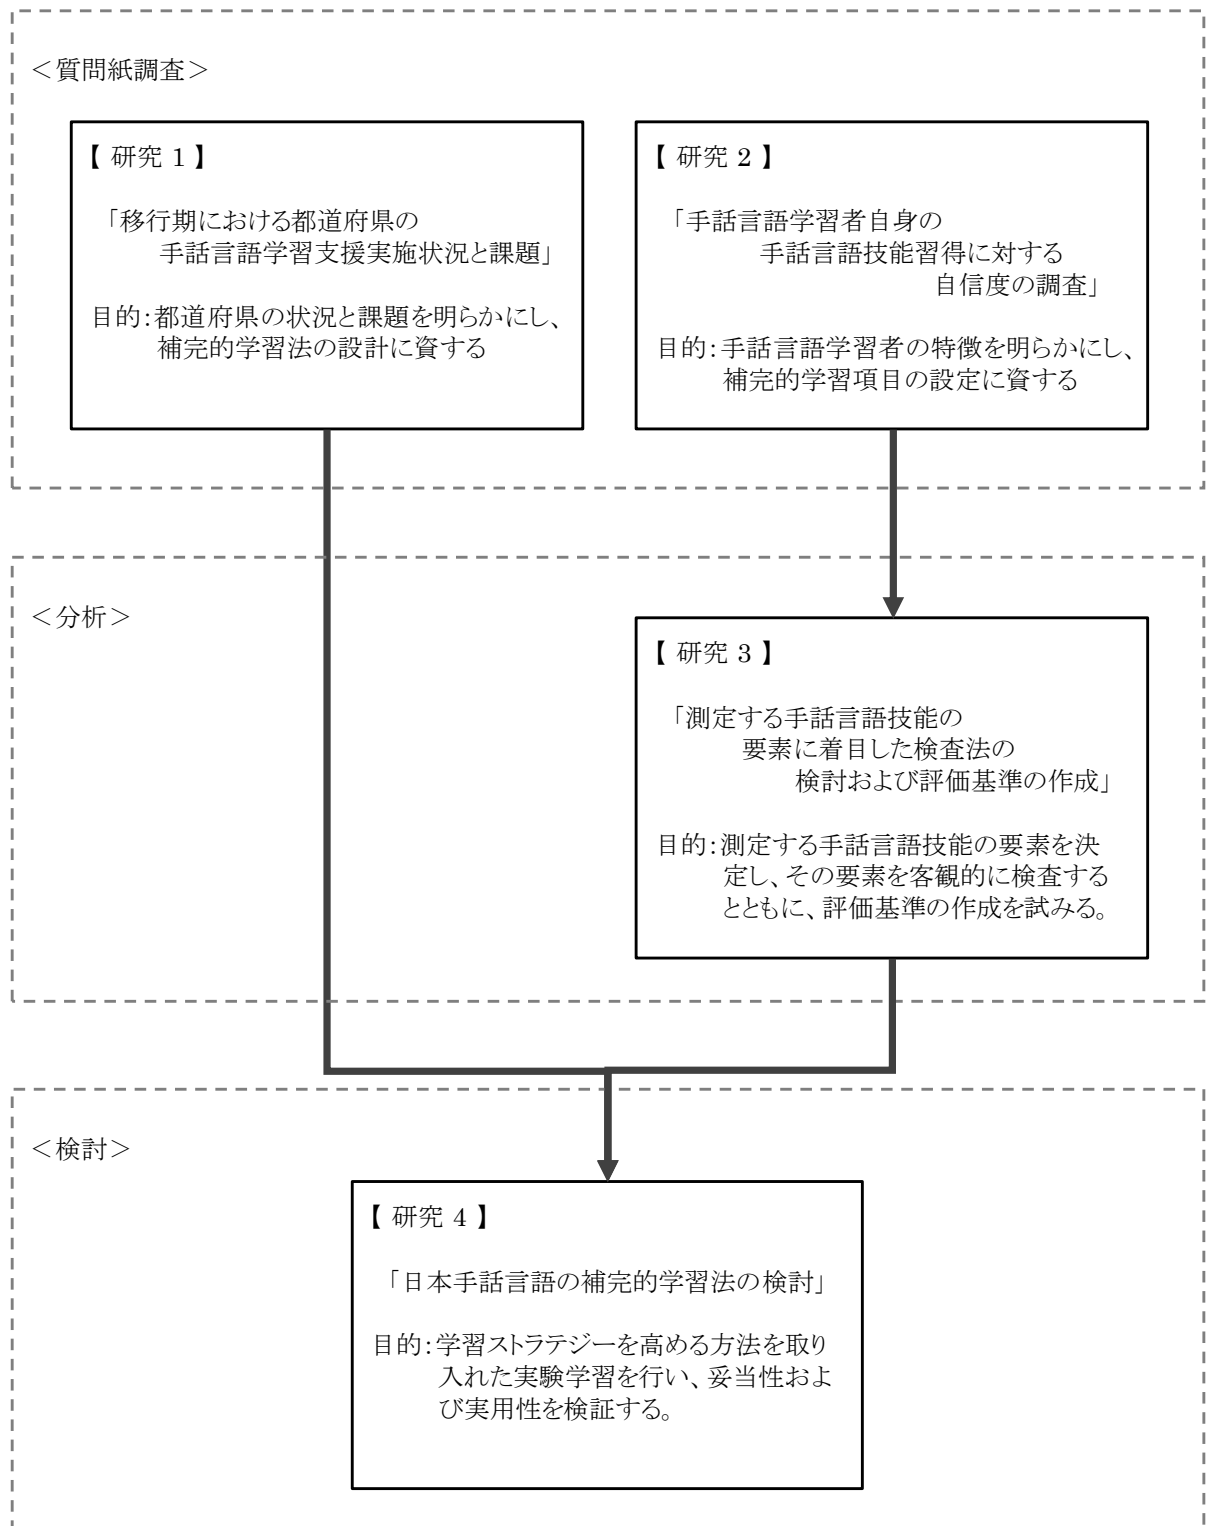 ＜質問紙調査＞
【 研究 1 】
「移行期における都道府県の
手話言語学習支援実施状況と課題」
目的：都道府県の状況と課題を明らかにし、
補完的学習法の設計に資する
【 研究 2 】
「手話言語学習者自身の
手話言語技能習得に対する
自信度の調査」
目的：手話言語学習者の特徴を明らかにし、
補完的学習項目の設定に資する
＜分析＞
【 研究 3 】
「測定する手話言語技能の
要素に着目した検査法の
検討および評価基準の作成」
目的：測定する手話言語技能の要素を決
定し、その要素を客観的に検査する
とともに、評価基準の作成を試みる。
＜検討＞
【 研究 4 】
「日本手話言語の補完的学習法の検討」
目的：学習ストラテジーを高める方法を取り
入れた実験学習を行い、妥当性およ
び実用性を検証する。